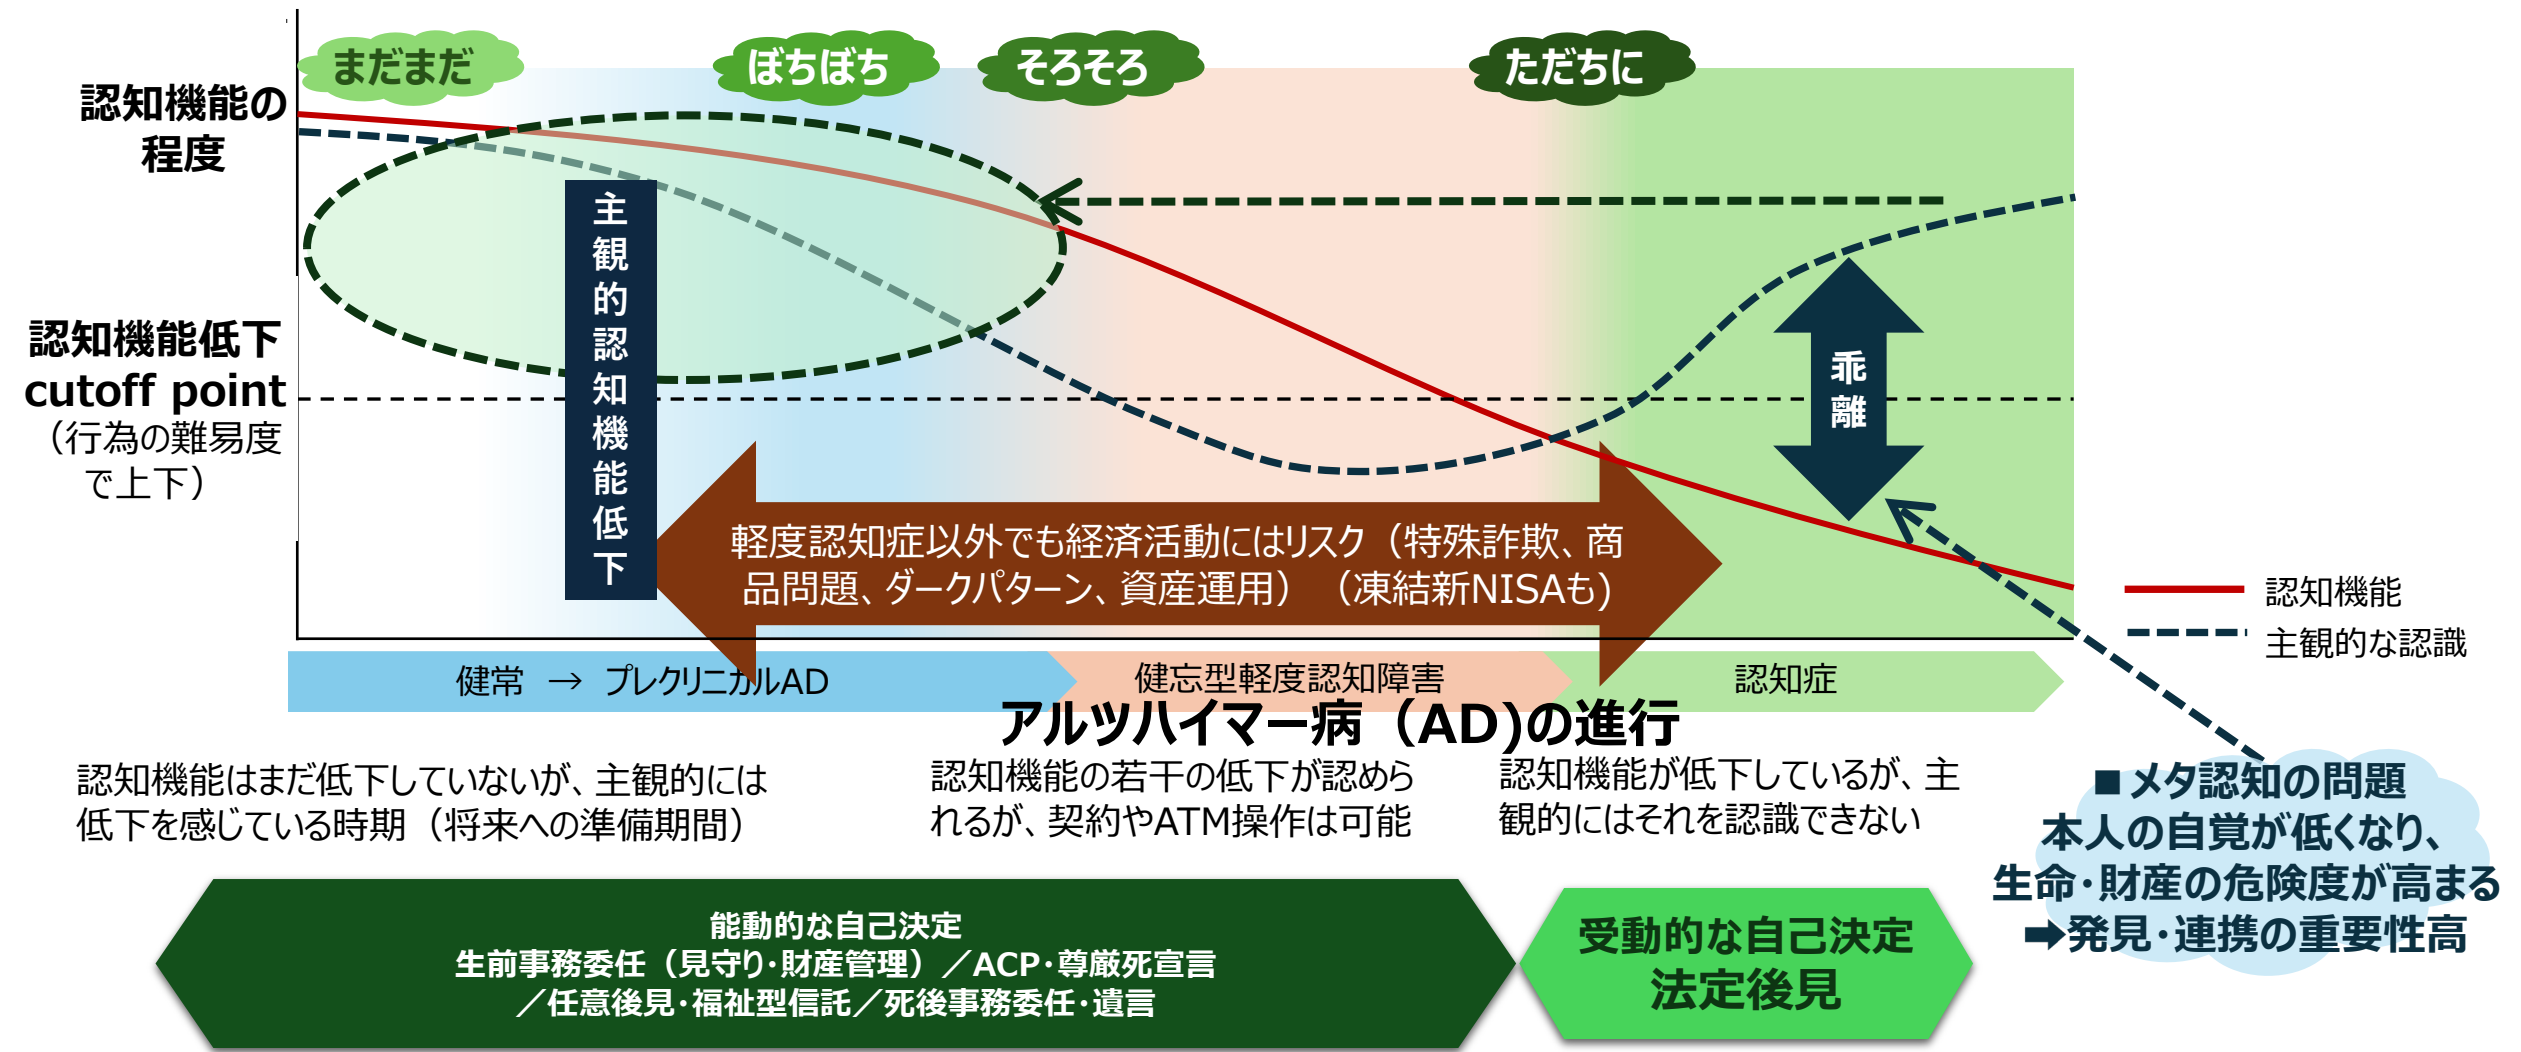 まだまだ
ぼちぼち
そろそろ
ただちに
認知機能の
程度
認知機能低下
cutoff point
（行為の難易度
で上下）
主観的認知機能低下
乖離
軽度認知症以外でも経済活動にはリスク（特殊詐欺、商
品問題、ダークパターン、資産運用）（凍結新NISAも)
認知機能
主観的な認識
健常 → プレクリニカルAD
健忘型軽度認知障害
認知症
アルツハイマー病（AD)の進行
認知機能はまだ低下していないが、主観的には
低下を感じている時期（将来への準備期間）
認知機能の若干の低下が認めら
れるが、契約やATM操作は可能
認知機能が低下しているが、主
観的にはそれを認識できない
■メタ認知の問題
本人の自覚が低くなり、
生命・財産の危険度が高まる
➡発見・連携の重要性高
能動的な自己決定
生前事務委任（見守り・財産管理）／ACP・尊厳死宣言
／任意後見・福祉型信託／死後事務委任・遺言
受動的な自己決定
法定後見